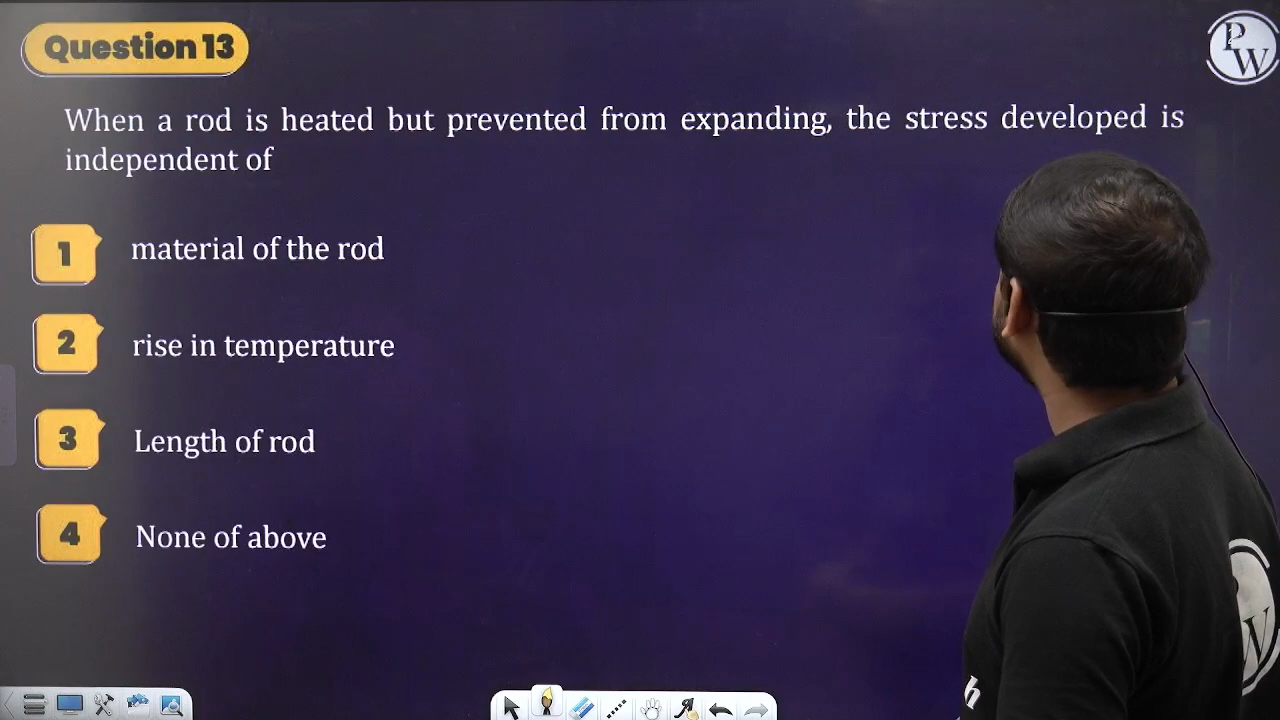 Question 13
PW
When a rod is heated but prevented from expanding, the stress developed is
independent of
1
material of the rod
2
rise in temperature
3
Length of rod
4
None of above
W
h